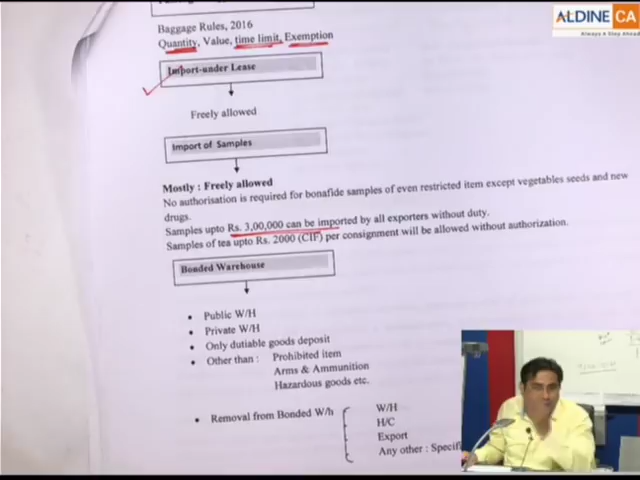 ALDINE CA
Always A Step Ahead
Baggage Rules, 2016
Quantity, Value, time limit, Exemption
Import-under Lease
Freely allowed
Import of Samples
Mostly : Freely allowed
No authorisation is required for bonafide samples of even restricted item except vegetables seeds and new
drugs.
Samples upto Rs. 3,00,000 can be imported by all exporters without duty.
Samples of tea upto Rs. 2000 (CIF) per consignment will be allowed without authorization.
Bonded Warehouse
• Public W/H
• Private W/H
• Only dutiable goods deposit
• Other than : Prohibited item
Arms & Ammunition
Hazardous goods etc.
• Removal from Bonded W/h
W/H
H/C
Export
Any other : Specifi